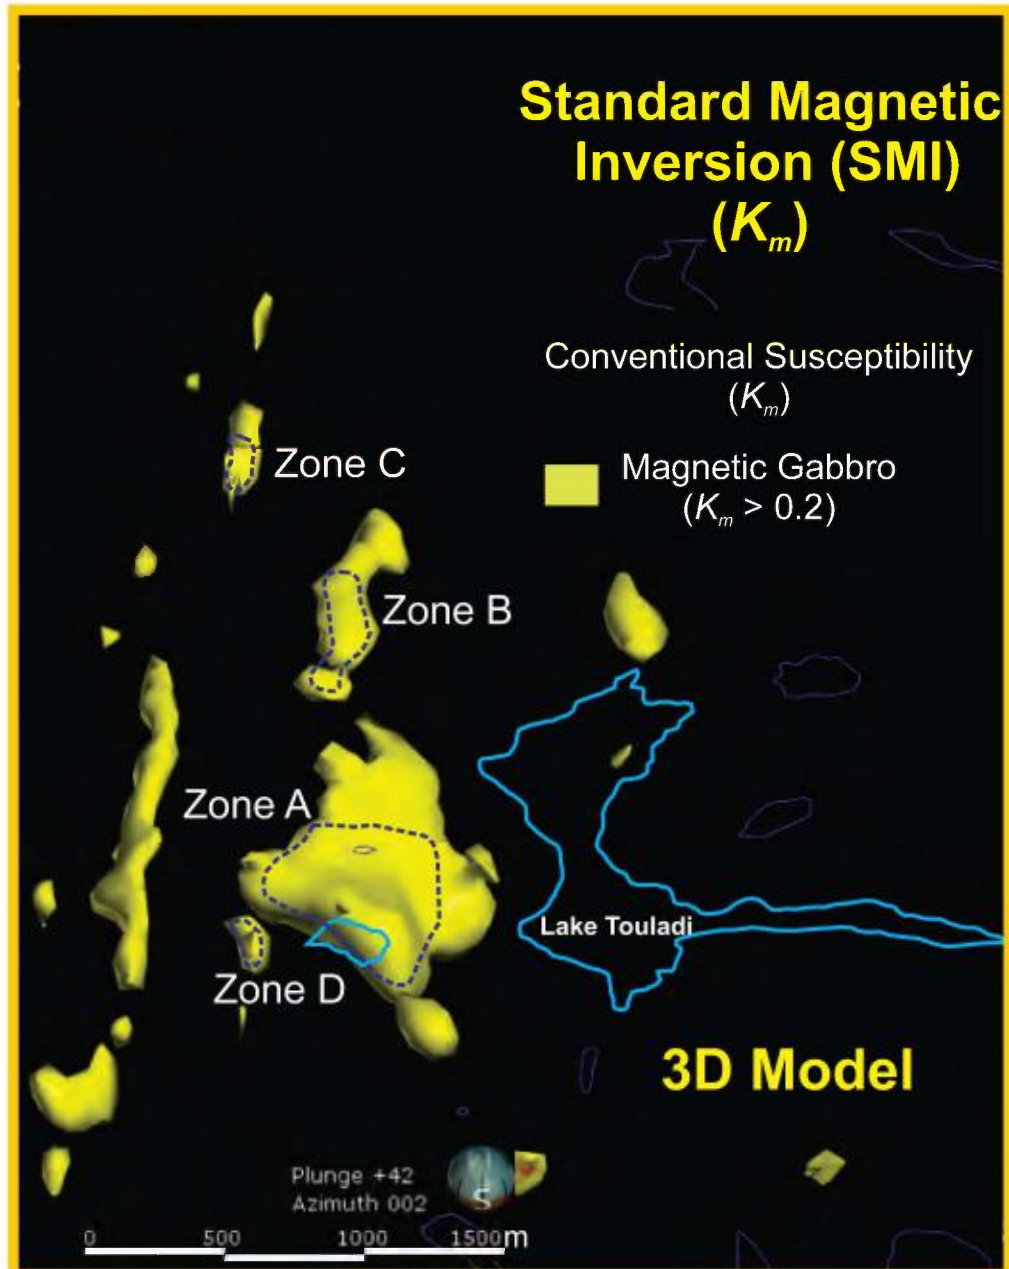 Standard Magnetic
Inversion (SMI)
(Km)
Conventional Susceptibility
(Km)
Magnetic Gabbro
(Km > 0.2)
Zone C
Zone B
Zone A
Lake Touladi
Zone D
3D Model
Plunge +42
Azimuth 002
S
0 500 1000 1500m